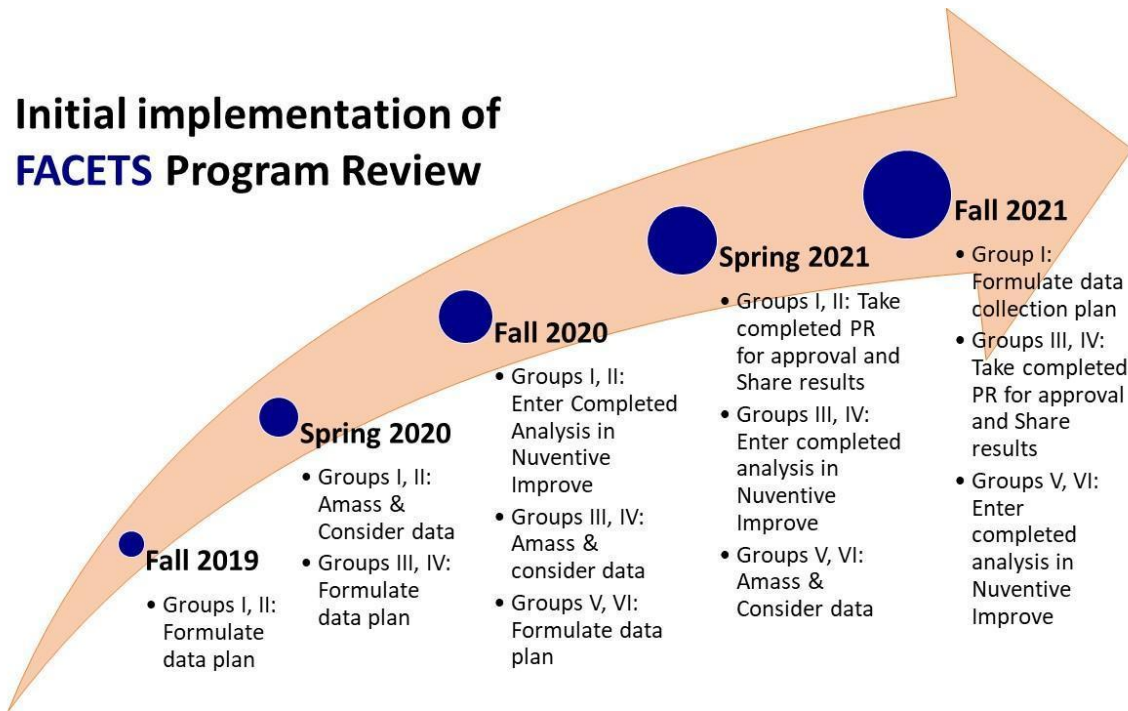 Initial implementation of
FACETS Program Review
Fall 2019
• Groups I, II:
Formulate
data plan
Spring 2020
• Groups I, II:
Amass &
Consider data
• Groups III, IV:
Formulate
data plan
Fall 2020
• Groups I, II:
Enter Completed
Analysis in
Nuventive
Improve
• Groups III, IV:
Amass &
consider data
• Groups V, VI:
Formulate data
plan
Spring 2021
• Groups I, II: Take
completed PR
for approval and
Share results
• Groups III, IV:
Enter completed
analysis in
Nuventive
Improve
• Groups V, VI:
Amass &
Consider data
Fall 2021
• Group I:
Formulate data
collection plan
• Groups III, IV:
Take completed
PR for approval
and Share
results
• Groups V, VI:
Enter
completed
analysis in
Nuventive
Improve